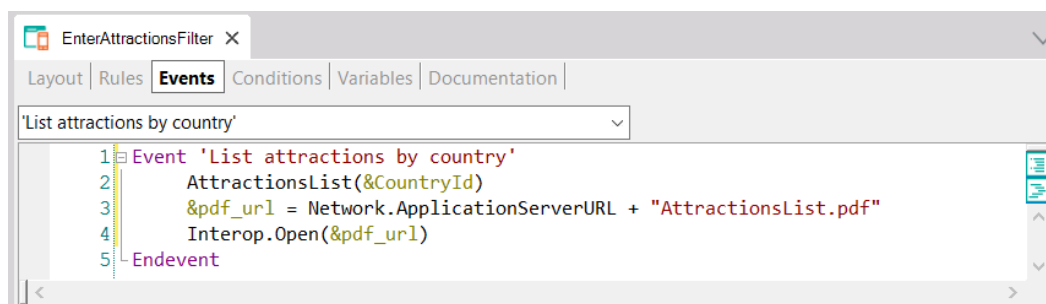 EnterAttractionsFilter
Layout Rules Events Conditions Variables Documentation
'List attractions by country'
1 Event 'List attractions by country'
2 AttractionsList(&CountryId)
3 &pdf_url = Network.ApplicationServerURL + "AttractionsList.pdf"
4 Interop.Open(&pdf_url)
5 Endevent